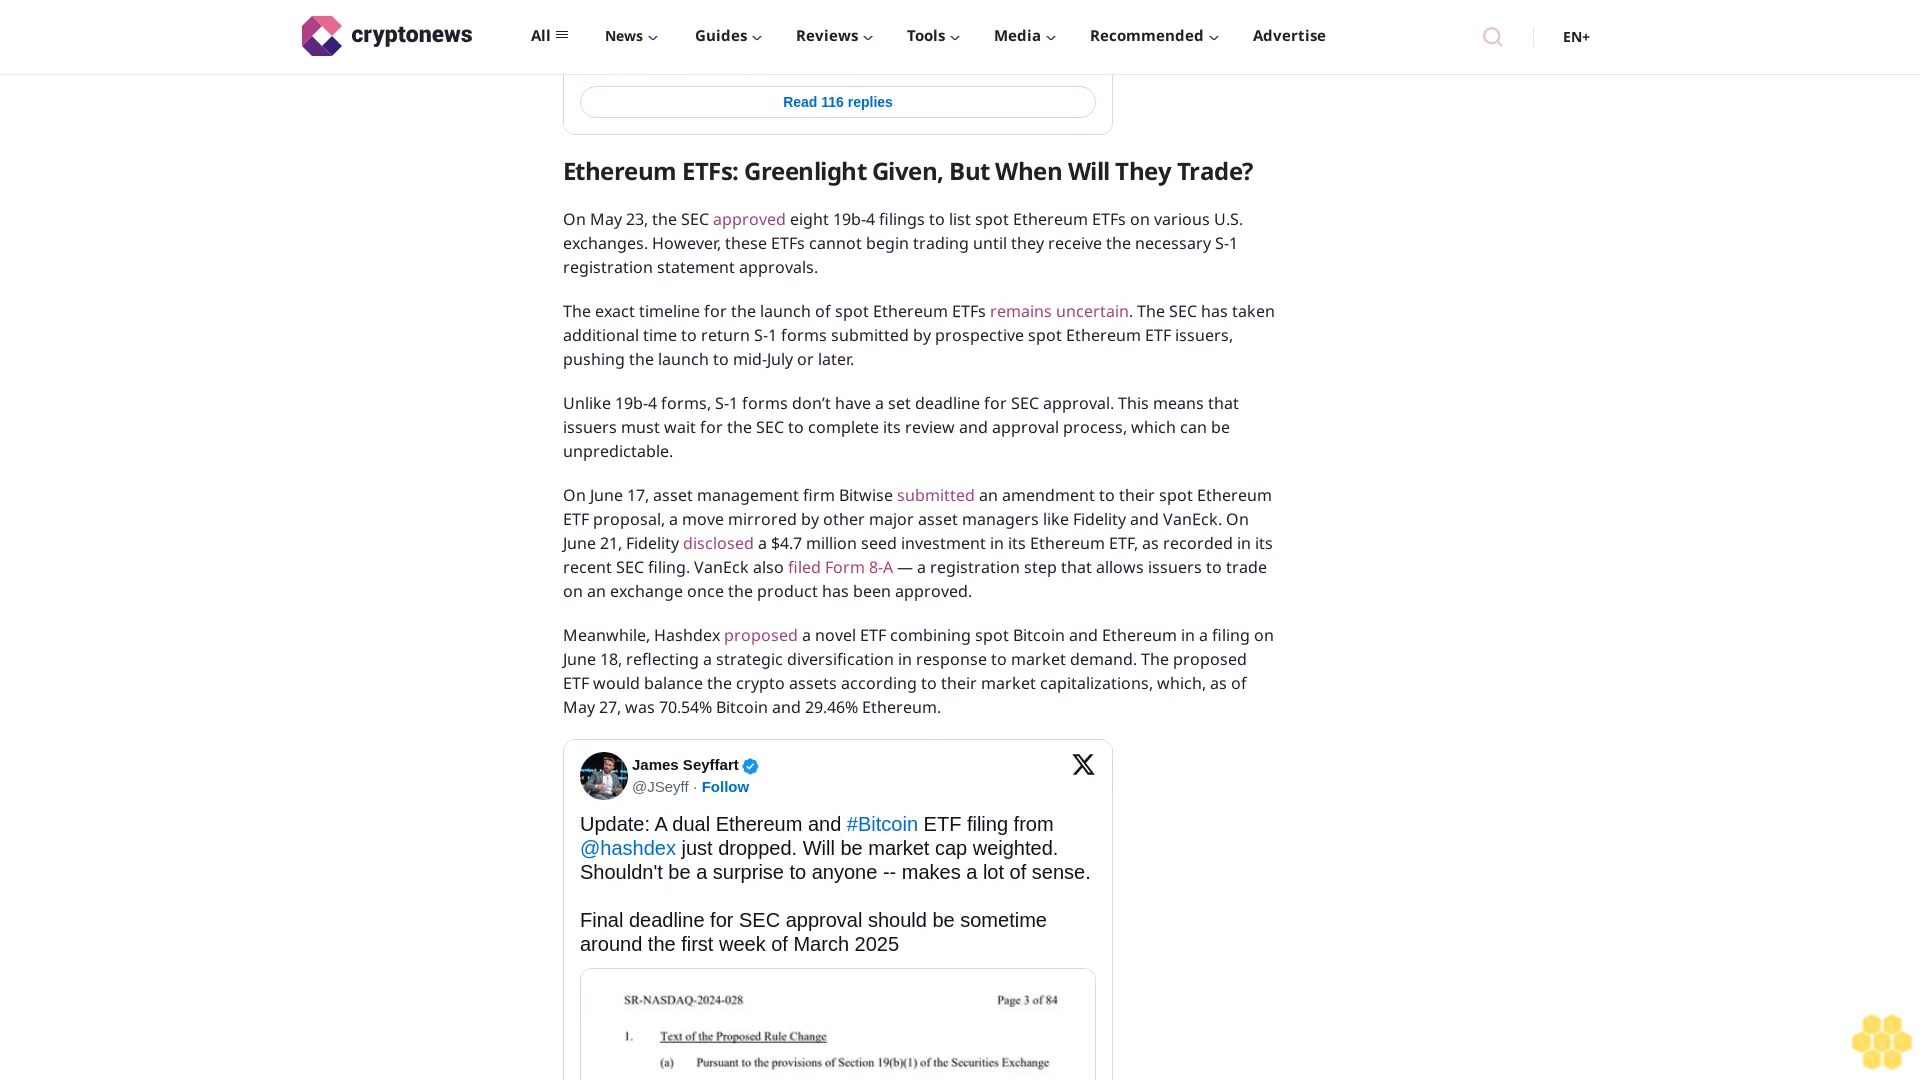 cryptonews
All
News
Guides
Reviews
Tools
Media
Recommended
Advertise
EN+
Read 116 replies
Ethereum ETFs: Greenlight Given, But When Will They Trade?
On May 23, the SEC approved eight 19b-4 filings to list spot Ethereum ETFs on various U.S.
exchanges. However, these ETFs cannot begin trading until they receive the necessary S-1
registration statement approvals.
The exact timeline for the launch of spot Ethereum ETFs remains uncertain. The SEC has taken
additional time to return S-1 forms submitted by prospective spot Ethereum ETF issuers,
pushing the launch to mid-July or later.
Unlike 19b-4 forms, S-1 forms don’t have a set deadline for SEC approval. This means that
issuers must wait for the SEC to complete its review and approval process, which can be
unpredictable.
On June 17, asset management firm Bitwise submitted an amendment to their spot Ethereum
ETF proposal, a move mirrored by other major asset managers like Fidelity and VanEck. On
June 21, Fidelity disclosed a $4.7 million seed investment in its Ethereum ETF, as recorded in its
recent SEC filing. VanEck also filed Form 8-A — a registration step that allows issuers to trade
on an exchange once the product has been approved.
Meanwhile, Hashdex proposed a novel ETF combining spot Bitcoin and Ethereum in a filing on
June 18, reflecting a strategic diversification in response to market demand. The proposed
ETF would balance the crypto assets according to their market capitalizations, which, as of
May 27, was 70.54% Bitcoin and 29.46% Ethereum.
James Seyffart
@JSeyff · Follow
Update: A dual Ethereum and #Bitcoin ETF filing from
@hashdex just dropped. Will be market cap weighted.
Shouldn't be a surprise to anyone -- makes a lot of sense.
Final deadline for SEC approval should be sometime
around the first week of March 2025
SR-NASDAQ-2024-028 Page 3 of 84
1. Text of the Proposed Rule Change
(a) Pursuant to the provisions of Section 19(b)(1) of the Securities Exchange